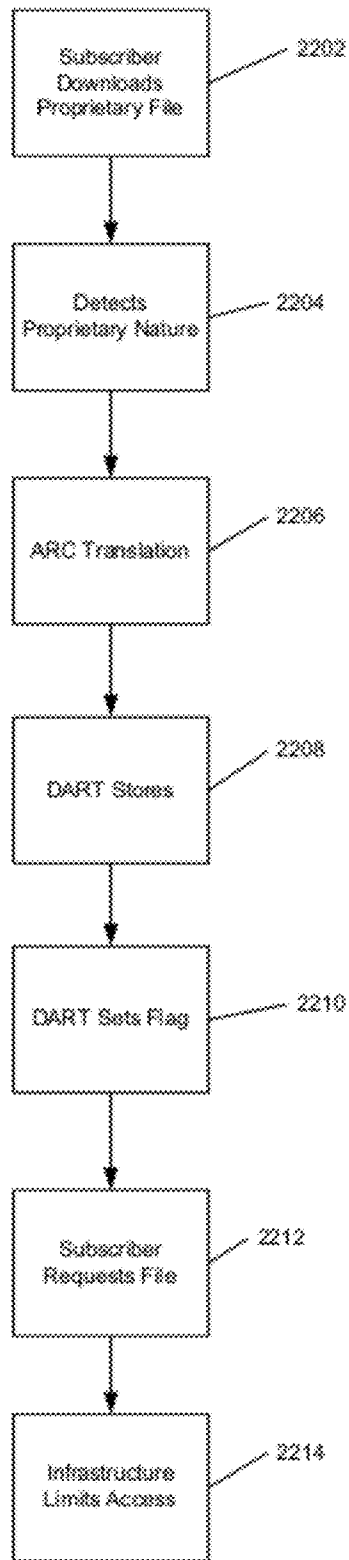 Subscriber
Downloads
Proprietary File
2202
Detects
Proprietary Nature
2204
ARC Translation
2206
DART Stores
2208
DART Sets Flag
2210
Subscriber
Requests File
2212
Infrastructure
Limits Access
2214